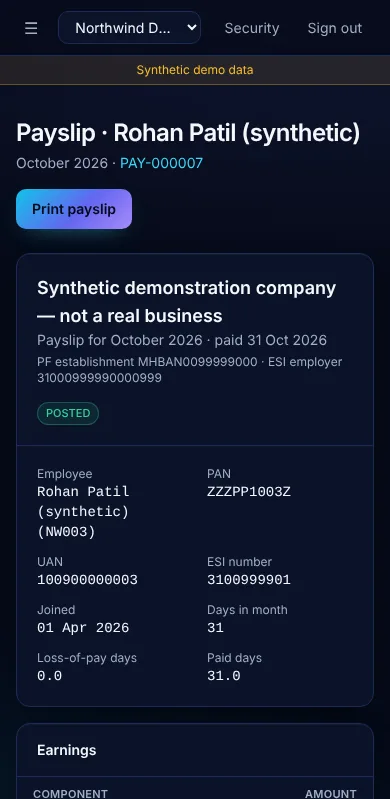 Northwind D...
Security
Sign out
Synthetic demo data
Payslip · Rohan Patil (synthetic)
October 2026 · PAY-000007
Print payslip
Synthetic demonstration company
— not a real business
Payslip for October 2026 · paid 31 Oct 2026
PF establishment MHBAN0099999000 · ESI employer
31000999990000999
POSTED
Employee
Rohan Patil
(synthetic)
(NW003)
PAN
ZZZPP1003Z
UAN
100900000003
ESI number
3100999901
Joined
01 Apr 2026
Days in month
31
Loss-of-pay days
0.0
Paid days
31.0
Earnings
COMPONENT
AMOUNT